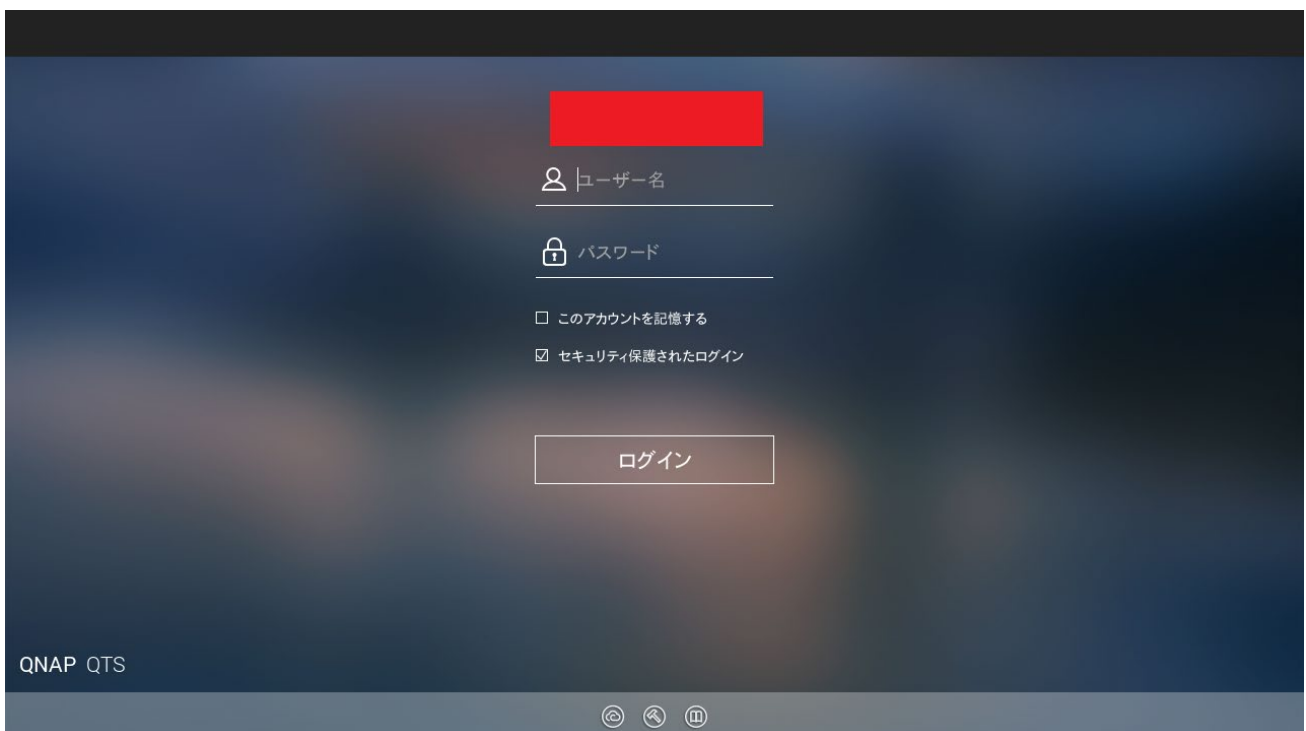 ユーザー名
パスワード
このアカウントを記憶する
セキュリティ保護されたログイン
ログイン
QNAP QTS